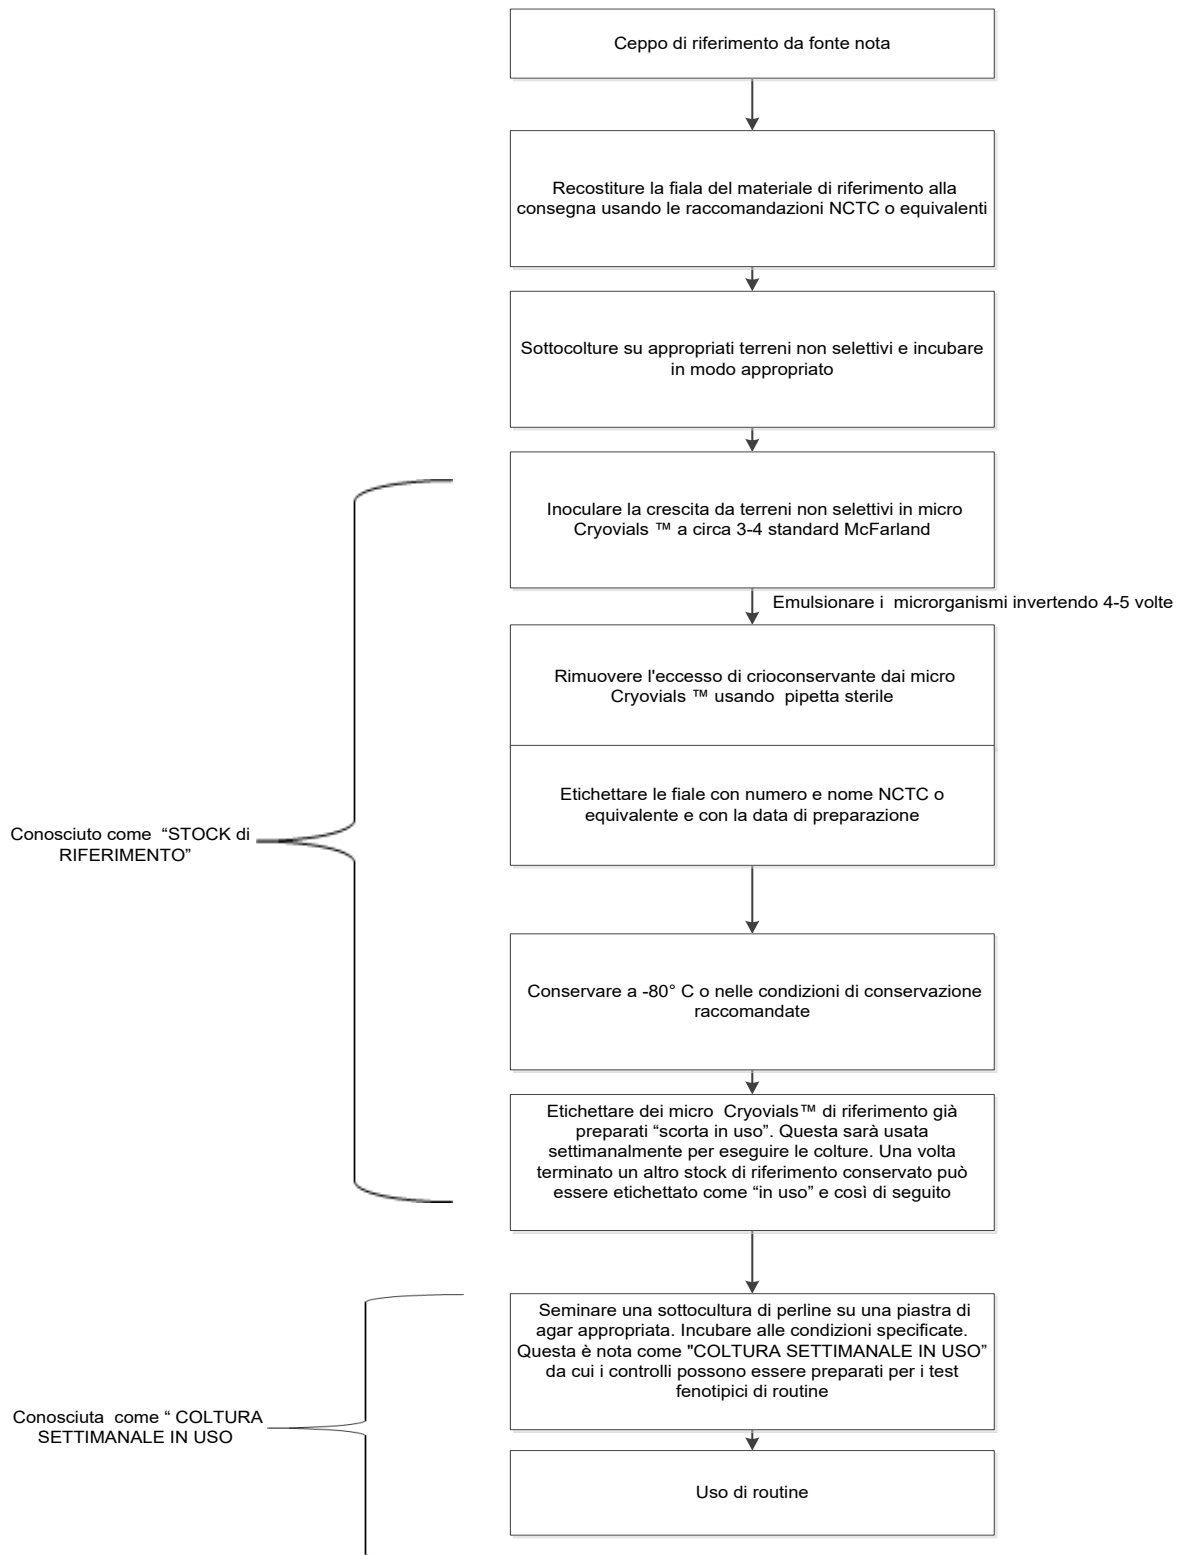 Ceppo di riferimento da fonte nota
Recostiture la fiala del materiale di riferimento alla
consegna usando le raccomandazioni NCTC o equivalenti
Sottocolture su appropriati terreni non selettivi e incubare
in modo appropriato
Inoculare la crescita da terreni non selettivi in micro
Cryovials ™ a circa 3-4 standard McFarland
Emulsionare i  microrganismi invertendo 4-5 volte
Rimuovere l'eccesso di crioconservante dai micro
Cryovials ™ usando  pipetta sterile
Etichettare le fiale con numero e nome NCTC o
equivalente e con la data di preparazione
Conosciuto come  “STOCK di
RIFERIMENTO”
Conservare a -80° C o nelle condizioni di conservazione
raccomandate
Etichettare dei micro  Cryovials™ di riferimento già
preparati “scorta in uso”. Questa sarà usata
settimanalmente per eseguire le colture. Una volta
terminato un altro stock di riferimento conservato può
essere etichettato come “in uso” e così di seguito
Seminare una sottocultura di perline su una piastra di
agar appropriata. Incubare alle condizioni specificate.
Questa è nota come "COLTURA SETTIMANALE IN USO”
da cui i controlli possono essere preparati per i test
fenotipici di routine
Conosciuta  come “ COLTURA
SETTIMANALE IN USO
Uso di routine